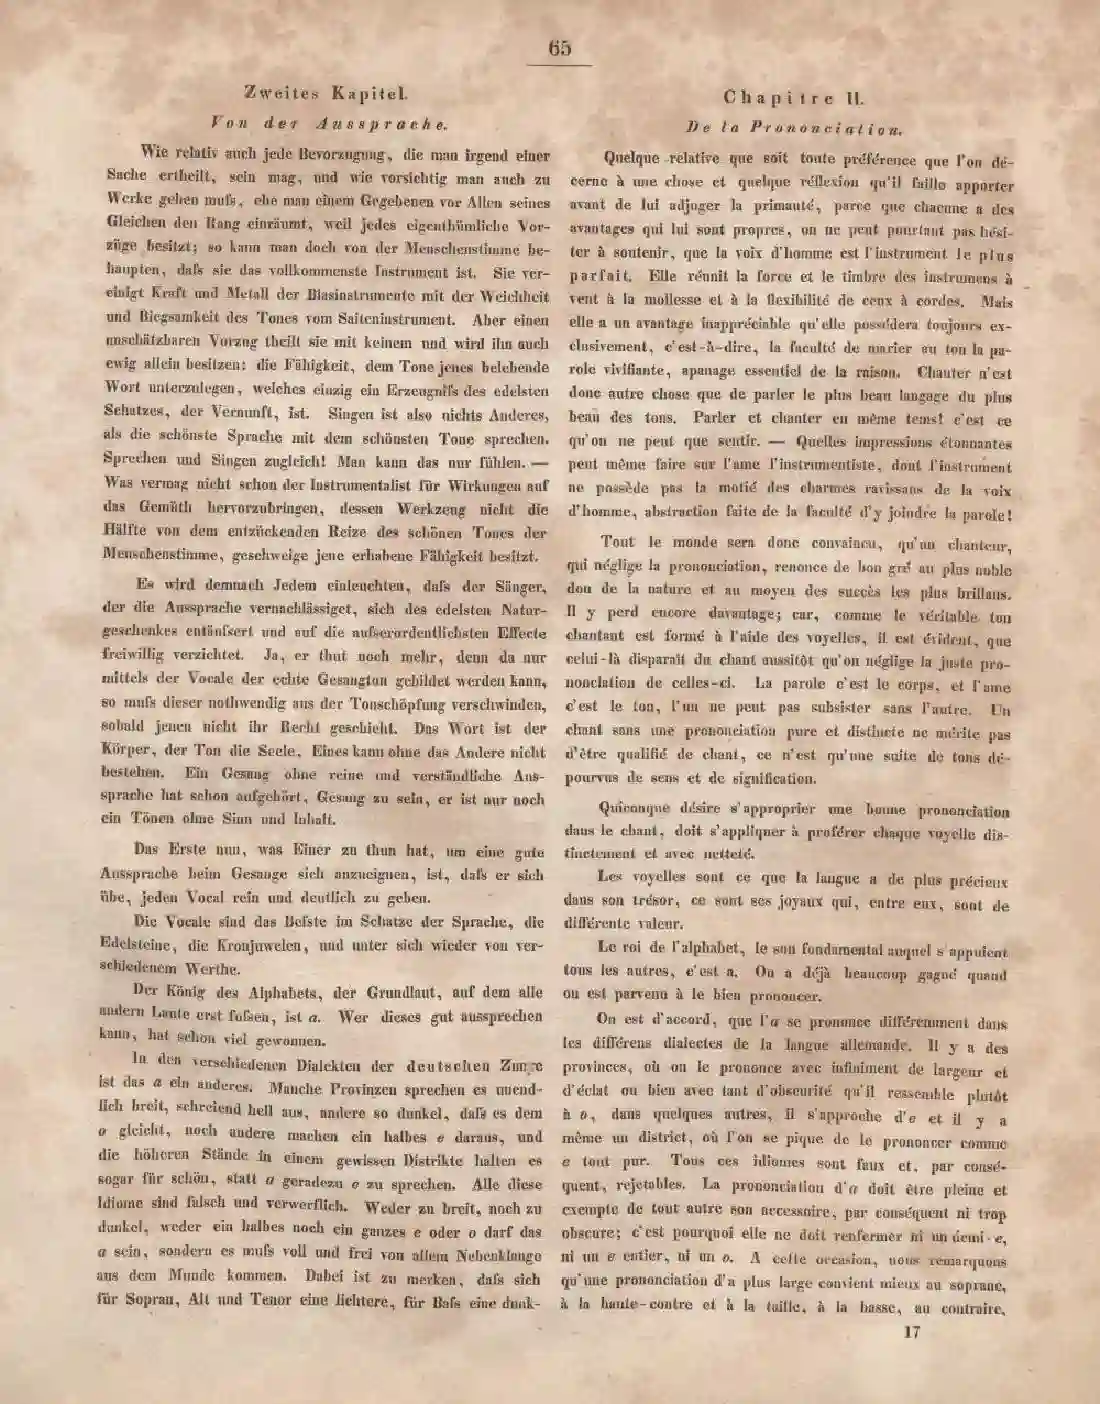 65
Zweites Kapitel.
Von der Aussprache.
Wie relativ auch jede Bevorzugung, die man irgend einer
Sache ertheilt, sein mag, und wie vorsichtig man auch zu
Werke gehen muſs, ehe man einem Gegebenen vor Allen seines
Gleichen den Rang einräumt, weil jedes eigenthümliche Vor-
züge besitzt; so kann man doch von der Menschenstimme be-
haupten, daſs sie das vollkommenste Instrument ist. Sie ver-
einigt Kraft und Metall der Blasinstrumente mit der Weichheit
und Biegsamkeit des Tones vom Saiteninstrument. Aber einen
unschätzbaren Vorzug theilt sie mit keinem und wird ihn auch
ewig allein besitzen: die Fähigkeit, dem Tone jenes belebende
Wort unterzulegen, welches einzig ein Erzeugniſs des edelsten
Schatzes, der Vernunft, ist. Singen ist also nichts Anderes,
als die schönste Sprache mit dem schönsten Tone sprechen.
Sprechen und Singen zugleich! Man kann das nur fühlen. —
Was vermag nicht schon der Instrumentalist für Wirkungen auf
das Gemüth hervorzubringen, dessen Werkzeug nicht die
Hälfte von dem entzückenden Reize des schönen Tones der
Menschenstimme, geschweige jene erhabene Fähigkeit besitzt.
Es wird demnach Jedem einleuchten, daſs der Sänger,
der die Aussprache vernachlässiget, sich des edelsten Natur-
geschenkes entäuſsert und auf die auſserordentlichsten Effecte
freiwillig verzichtet. Ja, er thut noch mehr, denn da nur
mittels der Vocale der echte Gesangton gebildet werden kann,
so muſs dieser nothwendig aus der Tonschöpfung verschwinden,
sobald jenen nicht ihr Recht geschieht. Das Wort ist der
Körper, der Ton die Seele. Eines kann ohne das Andere nicht
bestehen. Ein Gesang ohne reine und verständliche Aus-
sprache hat schon aufgehört, Gesang zu sein, er ist nur noch
ein Tönen ohne Sinn und Inhalt.
Das Erste nun, was Einer zu thun hat, um eine gute
Aussprache beim Gesange sich anzueignen, ist, daſs er sich
übe, jeden Vocal rein und deutlich zu geben.
Die Vocale sind das Beſste im Schatze der Sprache, die
Edelsteine, die Kronjuwelen, und unter sich wieder von ver-
schiedenem Werthe.
Der König des Alphabets, der Grundlaut, auf dem alle
andern Laute erst fuſsen, ist a. Wer dieses gut aussprechen
kann, hat schon viel gewonnen.
In den verschiedenen Dialekten der deutschen Zunge
ist das a ein anderes. Manche Provinzen sprechen es unend-
lich breit, schreiend hell aus, andere so dunkel, daſs es dem
o gleicht, noch andere machen ein halbes e daraus, und
die höheren Stände in einem gewissen Distrikte halten es
sogar für schön, statt a geradezu e zu sprechen. Alle diese
Idiome sind falsch und verwerflich. Weder zu breit, noch zu
dunkel, weder ein halbes noch ein ganzes e oder o darf das
a sein, sondern es muſs voll und frei von allem Nebenklange
aus dem Munde kommen. Dabei ist zu merken, daſs sich
für Sopran, Alt und Tenor eine lichtere, für Baſs eine dunk-
Chapitre II.
De la Prononciation.
Quelque relative que soit toute préférence que l'on dé-
cerne à une chose et quelque réflexion qu'il faille apporter
avant de lui adjuger la primauté, parce que chacune a des
avantages qui lui sont propres, on ne peut pourtant pas hési-
ter à soutenir, que la voix d'homme est l'instrument le plus
parfait. Elle réunit la force et le timbre des instrumens à
vent à la mollesse et à la flexibilité de ceux à cordes. Mais
elle a un avantage inappréciable qu'elle possédera toujours ex-
clusivement, c'est-à-dire, la faculté de marier au ton la pa-
role vivifiante, apanage essentiel de la raison. Chanter n'est
donc autre chose que de parler le plus beau langage du plus
beau des tons. Parler et chanter en même tems! c'est ce
qu'on ne peut que sentir. — Quelles impressions étonnantes
peut même faire sur l'ame l'instrumentiste, dont l'instrument
ne possède pas la motié des charmes ravissans de la voix
d'homme, abstraction faite de la faculté d'y joindre la parole!
Tout le monde sera donc convaincu, qu'un chanteur,
qui néglige la prononciation, renonce de bon gré au plus noble
don de la nature et au moyen des succès les plus brillans.
Il y perd encore davantage; car, comme le véritable ton
chantant est formé à l'aide des voyelles, il est évident, que
celui-là disparaît du chant aussitôt qu'on néglige la juste pro-
nonciation de celles-ci. La parole c'est le corps, et l'ame
c'est le ton, l'un ne peut pas subsister sans l'autre. Un
chant sans une prononciation pure et distincte ne mérite pas
d'être qualifié de chant, ce n'est qu'une suite de tons dé-
pourvus de sens et de signification.
Quiconque désire s'approprier une bonne prononciation
dans le chant, doit s'appliquer à proférer chaque voyelle dis-
tinctement et avec netteté.
Les voyelles sont ce que la langue a de plus précieux
dans son trésor, ce sont ses joyaux qui, entre eux, sont de
différente valeur.
Le roi de l'alphabet, le son fondamental auquel s'appuient
tous les autres, c'est a. On a déjà beaucoup gagné quand
on est parvenu à le bien prononcer.
On est d'accord, que l'a se prononce différemment dans
les différens dialectes de la langue allemande. Il y a des
provinces, où on le prononce avec infiniment de largeur et
d'éclat ou bien avec tant d'obscurité qu'il ressemble plutôt
à o, dans quelques autres, il s'approche d'e et il y a
même un district, où l'on se pique de le prononcer comme
e tout pur. Tous ces idiomes sont faux et, par consé-
quent, rejetables. La prononciation d'a doit être pleine et
exempte de tout autre son accessoire, par conséquent ni trop
obscure; c'est pourquoi elle ne doit renfermer ni un demi-e,
ni un e entier, ni un o. A cette occasion, nous remarquons
qu'une prononciation d'a plus large convient mieux au soprane,
à la haute-contre et à la taille, à la basse, au contraire,
17